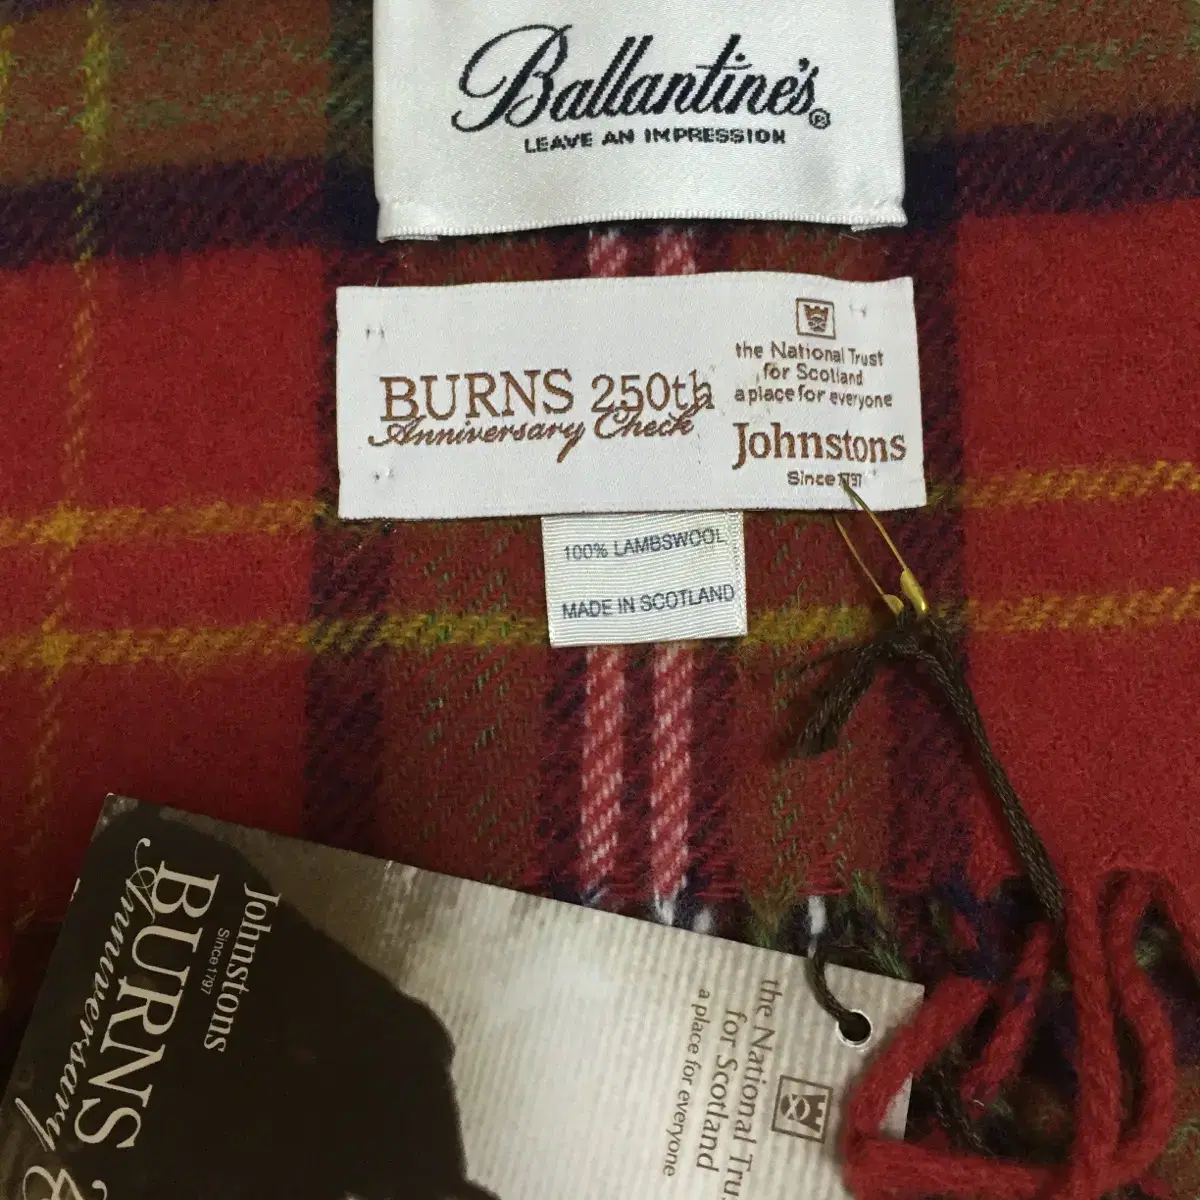 Ballantine's®
LEAVE AN IMPRESSION
BURNS 250th
Anniversary Check
the National Trust
for Scotland
a place for everyone
Johnstons
Since 1797
100% LAMBSWOOL
MADE IN SCOTLAND
Johnstons
Since 1797
BURNS
Anniversary
the National Tru
for Scotland
a place for everyone